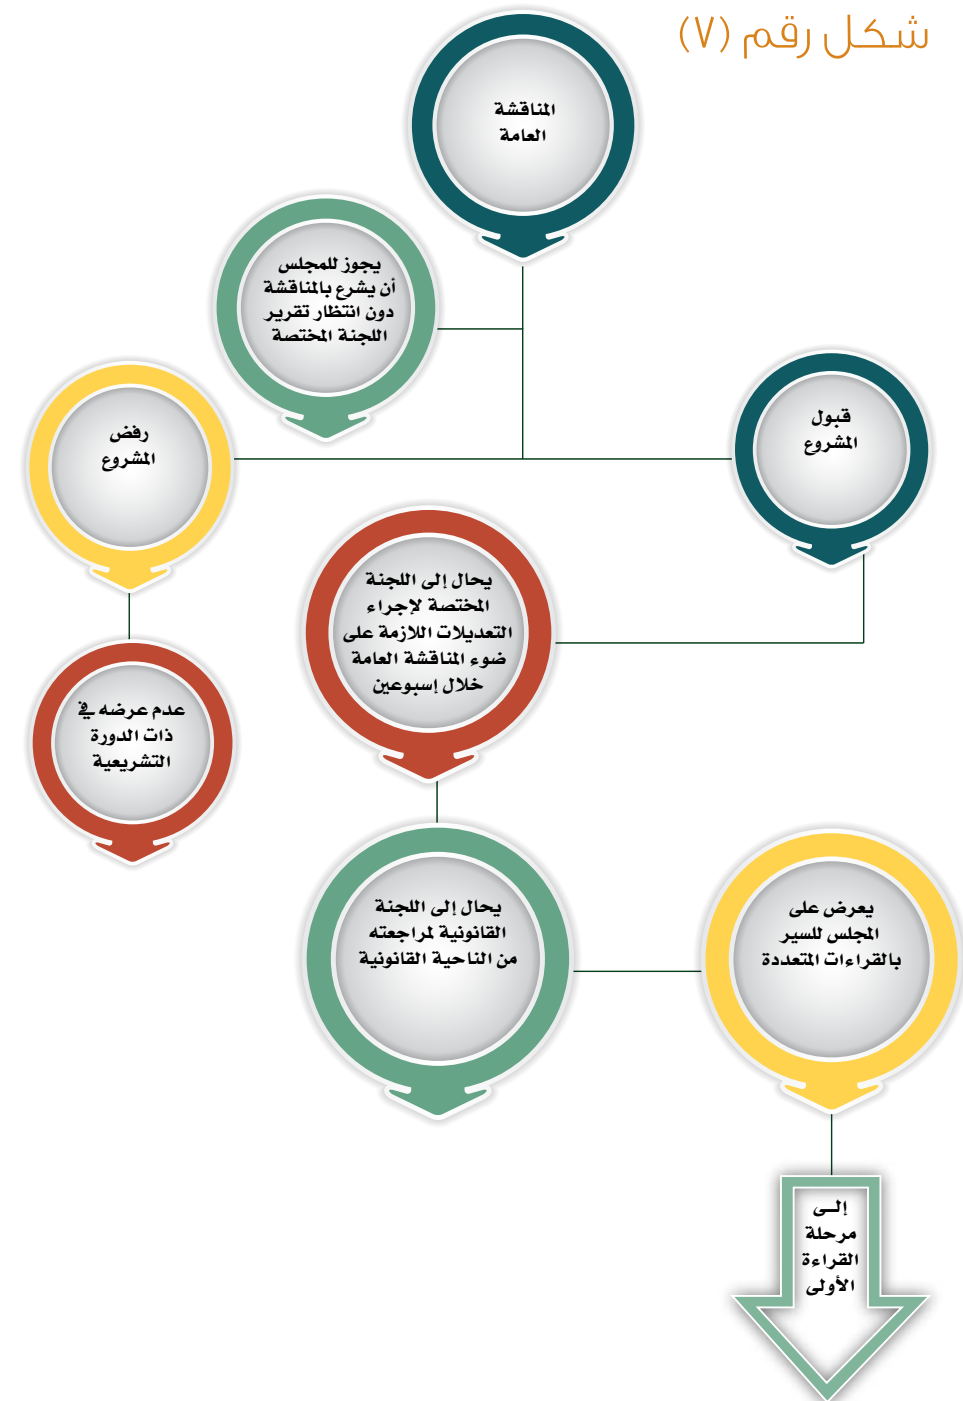 شكل رقم (٧)
المناقشة
العامة
يجوز للمجلس
أن يشرع بالمناقشة
دون انتظار تقرير
اللجنة المختصة
قبول
المشروع
رفض
المشروع
يحال إلى اللجنة
المختصة لإجراء
التعديلات اللازمة على
ضوء المناقشة العامة
خلال إسبوعين
عدم عرضه في
ذات الدورة
التشريعية
يحال إلى اللجنة
القانونية لمراجعته
من الناحية القانونية
يعرض على
المجلس للسير
بالقراءات المتعددة
إلــى
مرحلة
القراءة
الأولى